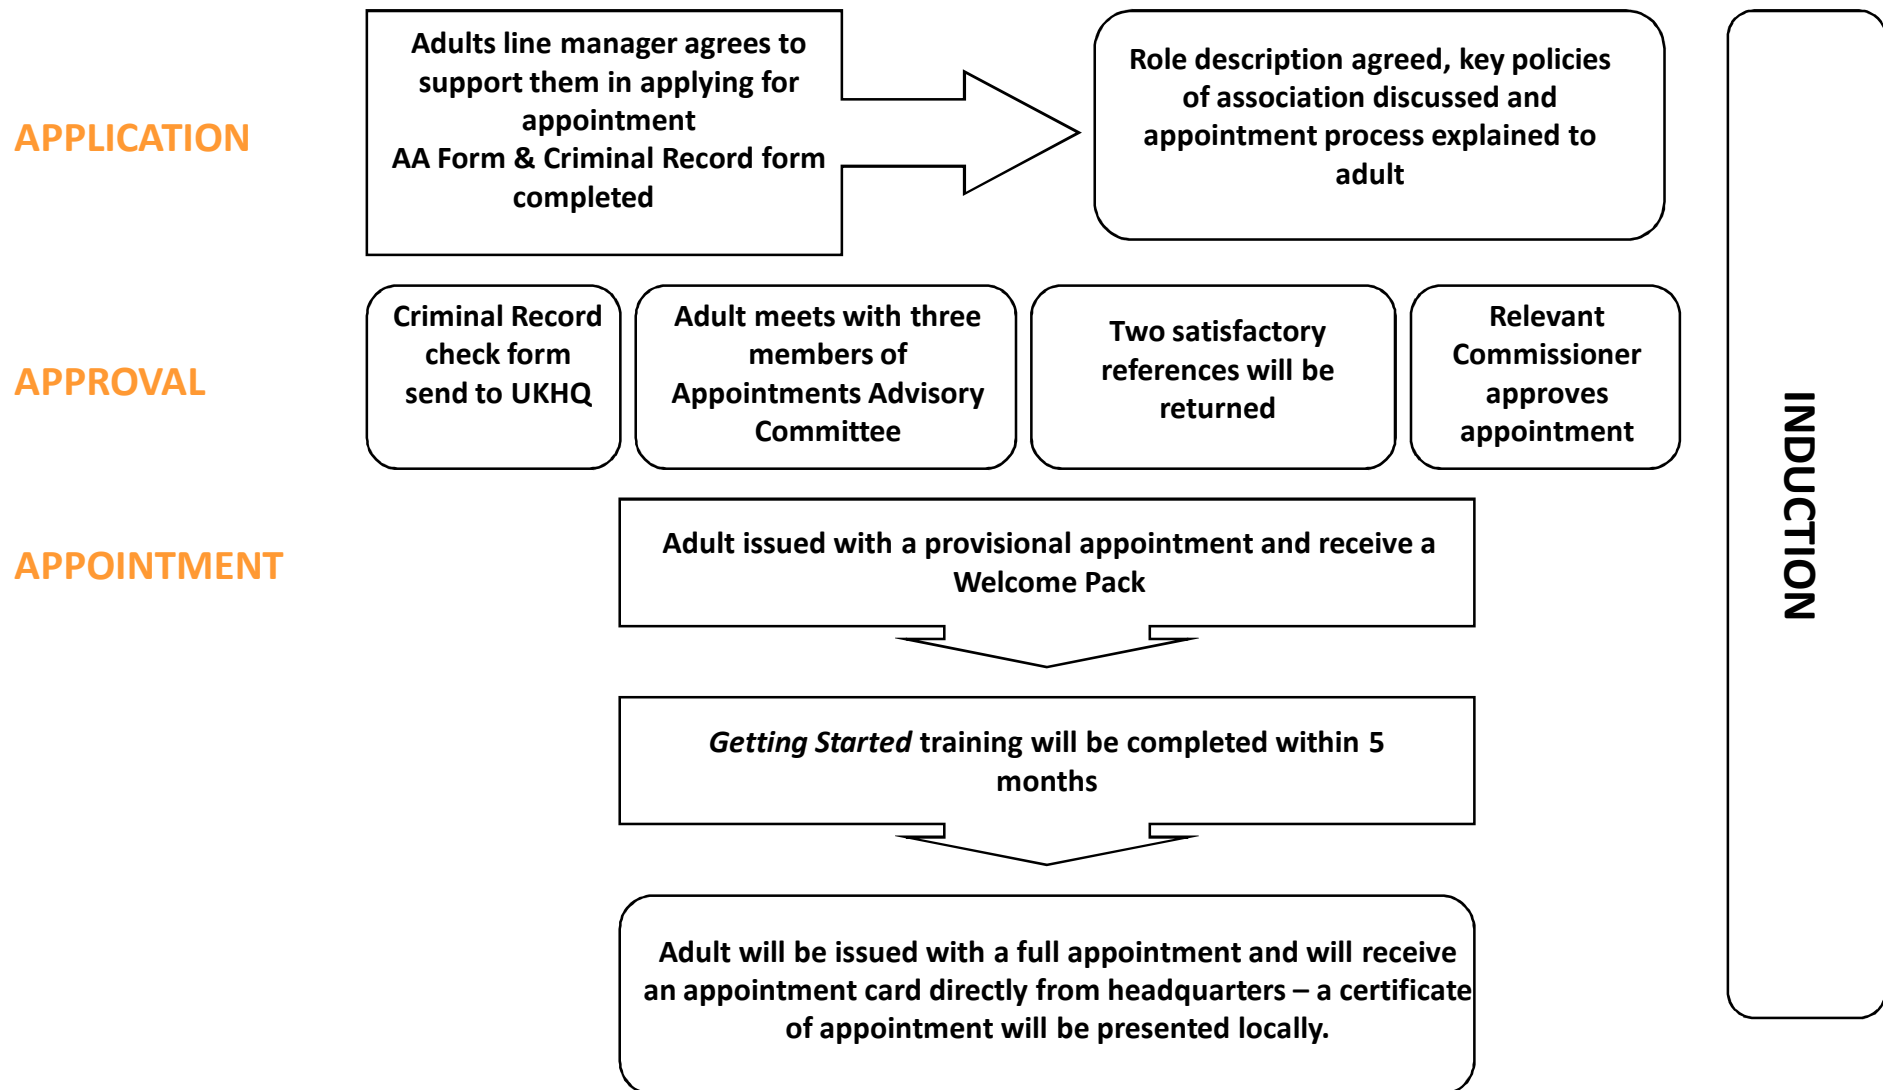 APPLICATION
Adults line manager agrees to
support them in applying for
appointment
AA Form & Criminal Record form
completed
Role description agreed, key policies
of association discussed and
appointment process explained to
adult
APPROVAL
Criminal Record
check form
send to UKHQ
Adult meets with three
members of
Appointments Advisory
Committee
Two satisfactory
references will be
returned
Relevant
Commissioner
approves
appointment
APPOINTMENT
Adult issued with a provisional appointment and receive a
Welcome Pack
Getting Started training will be completed within 5
months
Adult will be issued with a full appointment and will receive
an appointment card directly from headquarters – a certificate
of appointment will be presented locally.
INDUCTION